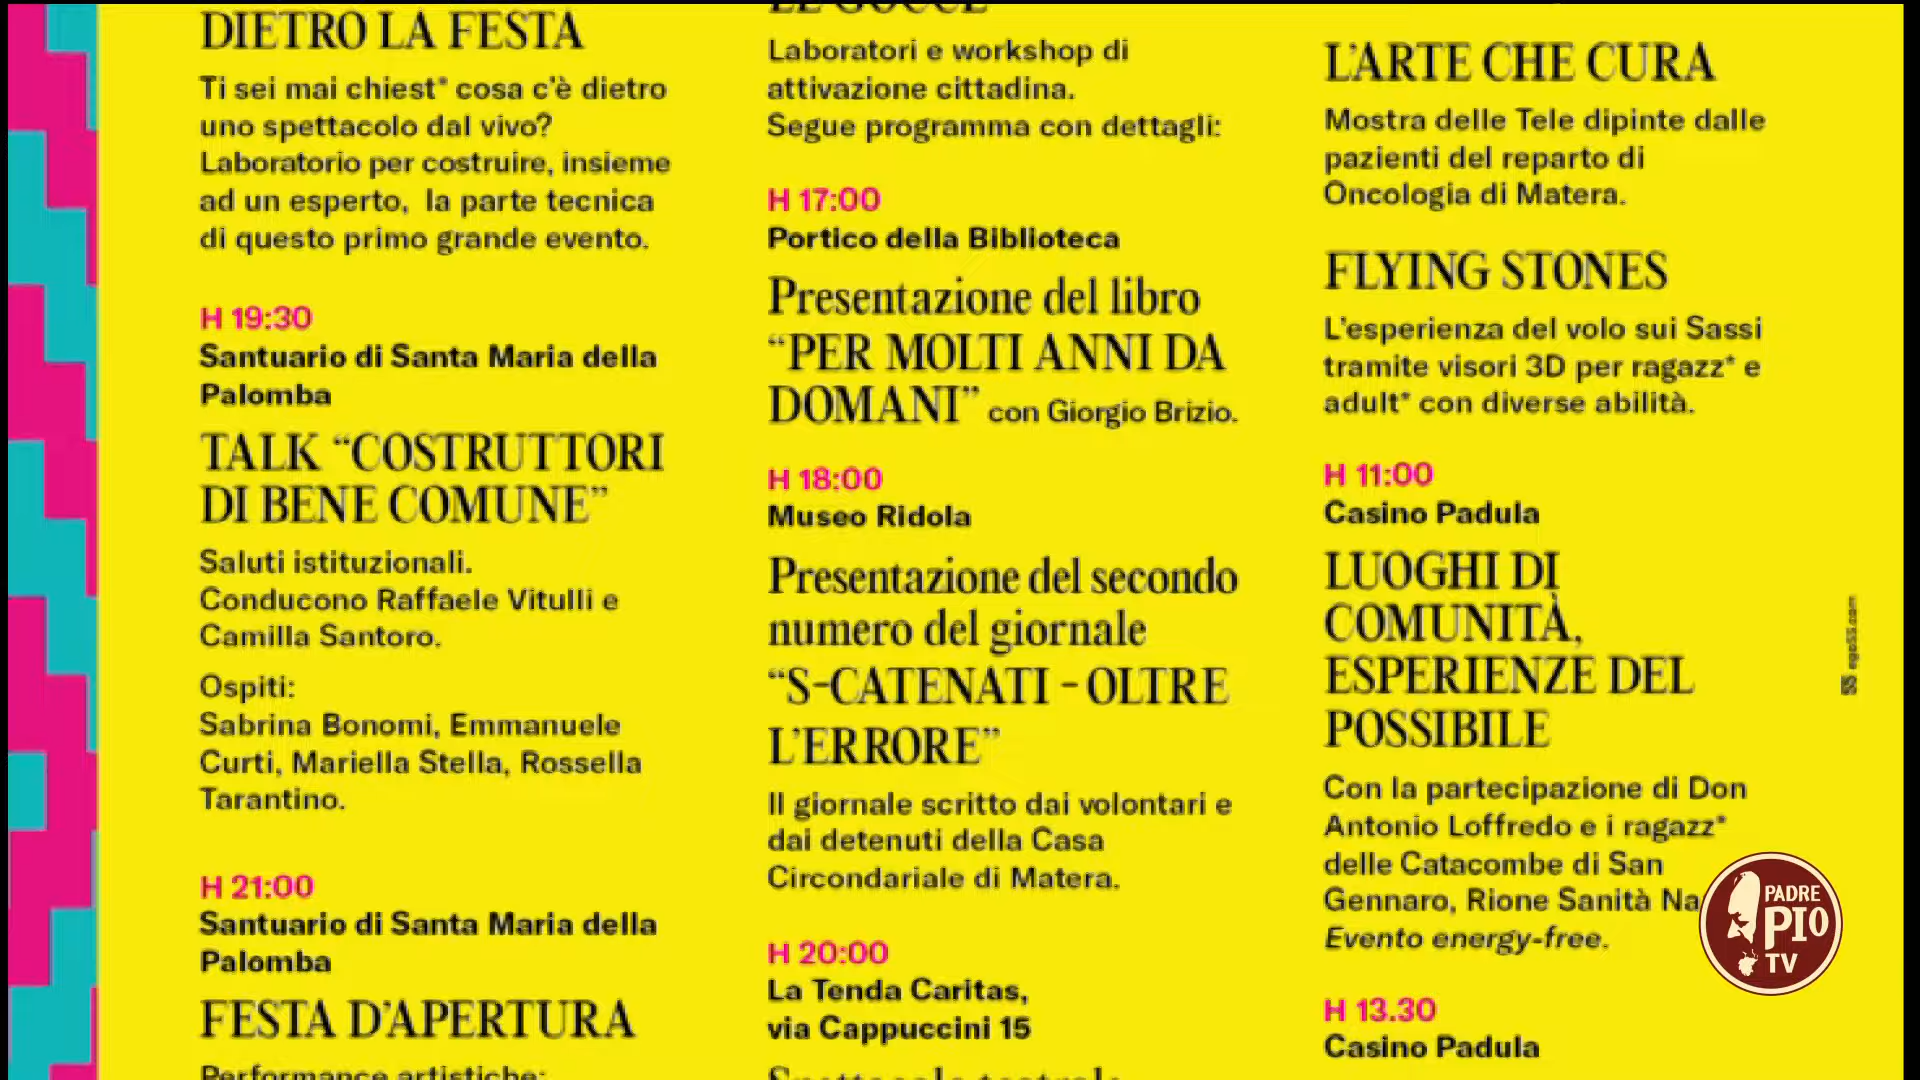 DIETRO LA FESTA
Ti sei mai chiest* cosa c'è dietro
uno spettacolo dal vivo?
Laboratorio per costruire, insieme
ad un esperto, la parte tecnica
di questo primo grande evento.
H 19:30
Santuario di Santa Maria della
Palomba
TALK “COSTRUTTORI
DI BENE COMUNE”
Saluti istituzionali.
Conducono Raffaele Vitulli e
Camilla Santoro.
Ospiti:
Sabrina Bonomi, Emmanuele
Curti, Mariella Stella, Rossella
Tarantino.
H 21:00
Santuario di Santa Maria della
Palomba
FESTA D'APERTURA
Performance artistiche:
LE GOCCE
Laboratori e workshop di
attivazione cittadina.
Segue programma con dettagli:
H 17:00
Portico della Biblioteca
Presentazione del libro
“PER MOLTI ANNI DA
DOMANI” con Giorgio Brizio.
H 18:00
Museo Ridola
Presentazione del secondo
numero del giornale
“S-CATENATI - OLTRE
L'ERRORE”
Il giornale scritto dai volontari e
dai detenuti della Casa
Circondariale di Matera.
H 20:00
La Tenda Caritas,
via Cappuccini 15
Spettacolo teatrale
L'ARTE CHE CURA
Mostra delle Tele dipinte dalle
pazienti del reparto di
Oncologia di Matera.
FLYING STONES
L'esperienza del volo sui Sassi
tramite visori 3D per ragazz* e
adult* con diverse abilità.
H 11:00
Casino Padula
LUOGHI DI
COMUNITÀ,
ESPERIENZE DEL
POSSIBILE
Con la partecipazione di Don
Antonio Loffredo e i ragazz*
delle Catacombe di San
Gennaro, Rione Sanità Na
Evento energy-free.
H 13.30
Casino Padula
PADRE
PIO
TV